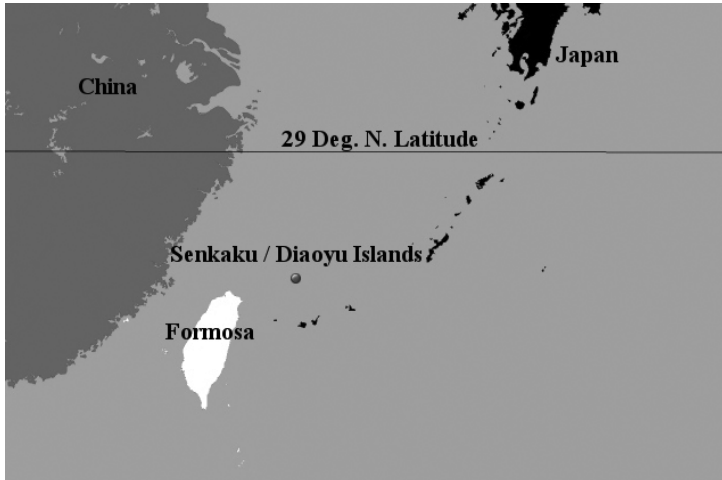 Japan
China
29 Deg. N. Latitude
Senkaku / Diaoyu Islands
Formosa